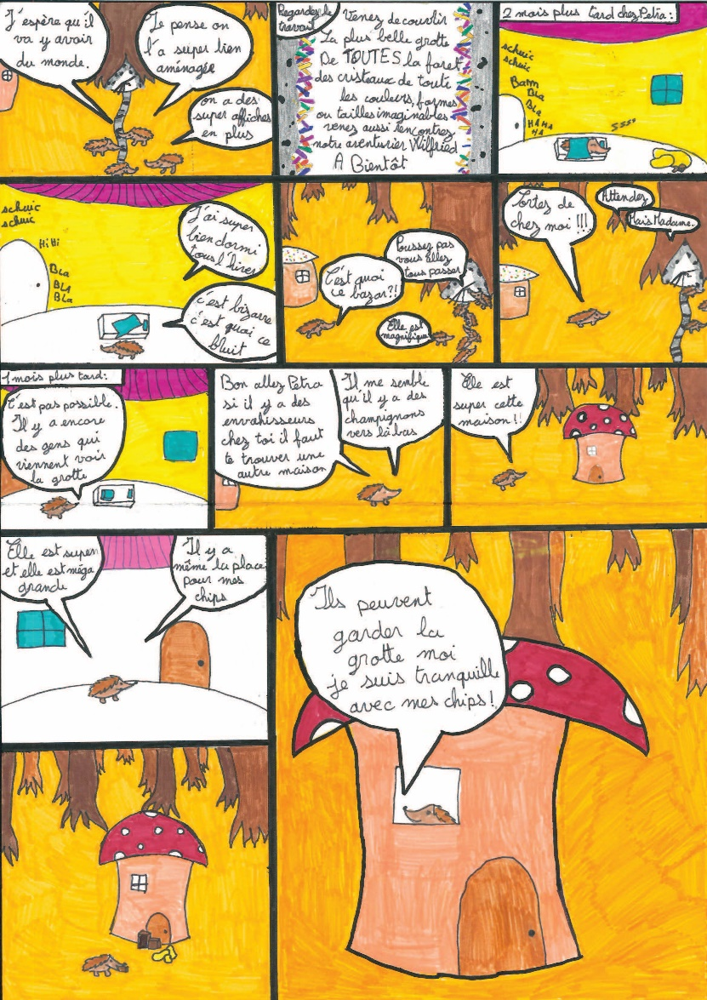 J'espère qu'il
va y avoir
du monde.
Je pense on
l'a super bien
aménagée
on a des
super affiches
en plus
Regardez le
travail
Venez decouvrir
La plus belle grotte
De TOUTES la foret,
des cristeaux de toute
les couleurs, formes
ou tailles imaginables
venez aussi rencontrez
notre aventurier Wilfried
A Bientôt
2 mois plus tard chez Petra:
schuic
schuic
Bam
Bla
Bla
HAHA
HA
ssss
schuic
schuic
HiHi
BLa
BLA
BLa
J'ai super
bien dormi
tous l'hiver
c'est bizarre
c'est quoi ce
bluit
Poussez pas
vous allez
tous passer
C'est quoi
ce bazar?!
Elle est
magnifique
Sortez de
chez moi !!!
Attendez
Mais Madame.
1 mois plus tard:
C'est pas possible.
Il y a encore
des gens qui
viennent voir
la grotte
Bon allez Petra
si il y a des
envahisseurs
chez toi il faut
te trouver une
autre maison
Il me semble
qu'il y a des
champignons
vers là bas
Elle est
super cette
maison!!
Elle est super
et elle est méga
grande
Il y a
même la place
pour mes
chips
Ils peuvent
garder la
grotte moi
je suis tranquille
avec mes chips!